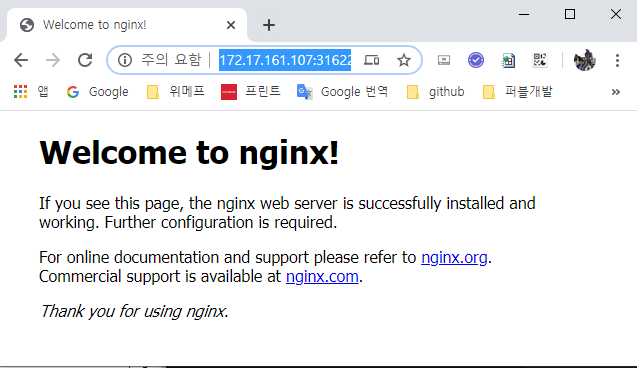 Welcome to nginx!
주의 요함 172.17.161.107:31622
앱 Google 위메프 프린트 Google 번역 github 퍼블개발 »
Welcome to nginx!
If you see this page, the nginx web server is successfully installed and
working. Further configuration is required.
For online documentation and support please refer to nginx.org.
Commercial support is available at nginx.com.
Thank you for using nginx.